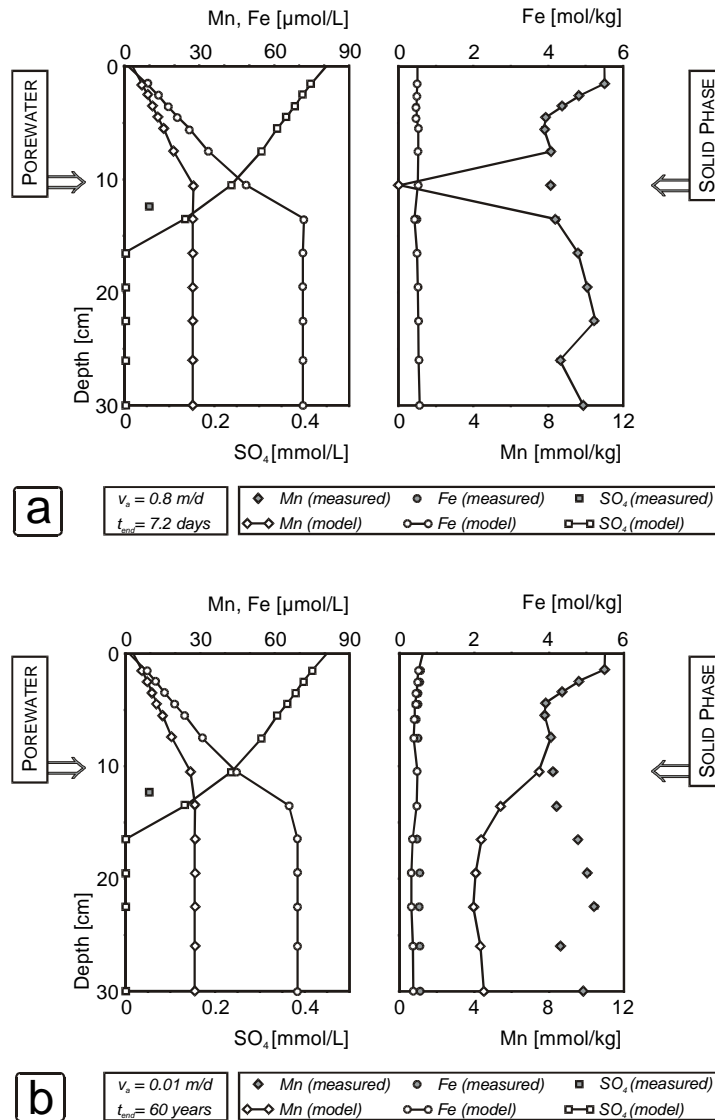 Mn, Fe [µmol/L]
Fe [mol/kg]
0 30 60 90
0 2 4 6
0
10
20
30
Depth [cm]
POREWATER
SOLID PHASE
0 0.2 0.4
SO₄ [mmol/L]
0 4 8 12
Mn [mmol/kg]
a
vₐ = 0.8 m/d
t_end = 7.2 days
Mn (measured) Fe (measured) SO₄ (measured)
Mn (model) Fe (model) SO₄ (model)
Mn, Fe [µmol/L]
Fe [mol/kg]
0 30 60 90
0 2 4 6
0
10
20
30
Depth [cm]
POREWATER
SOLID PHASE
0 0.2 0.4
SO₄ [mmol/L]
0 4 8 12
Mn [mmol/kg]
b
vₐ = 0.01 m/d
t_end = 60 years
Mn (measured) Fe (measured) SO₄ (measured)
Mn (model) Fe (model) SO₄ (model)